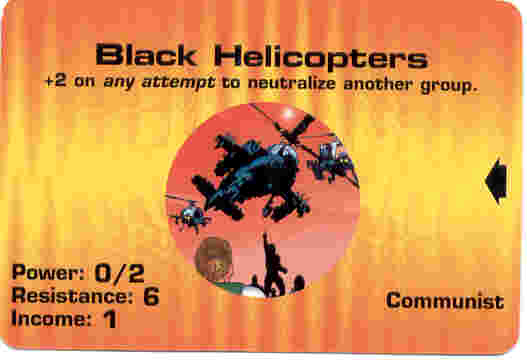 Black Helicopters
+2 on any attempt to neutralize another group.
Power: 0/2
Resistance: 6
Income: 1
Communist